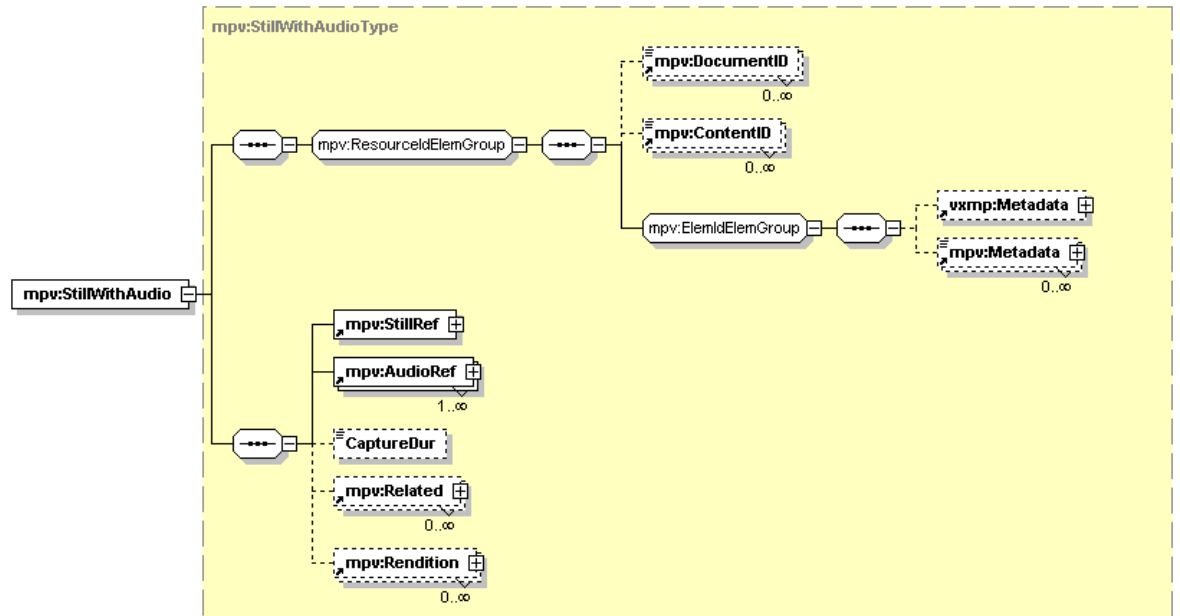 mpv:StillWithAudioType
mpv:DocumentID
0..∞
mpv:ContentID
0..∞
mpv:ResourceIdElemGroup
mpv:ElemIdElemGroup
vxmp:Metadata
mpv:Metadata
0..∞
mpv:StillWithAudio
mpv:StillRef
mpv:AudioRef
1..∞
CaptureDur
mpv:Related
0..∞
mpv:Rendition
0..∞